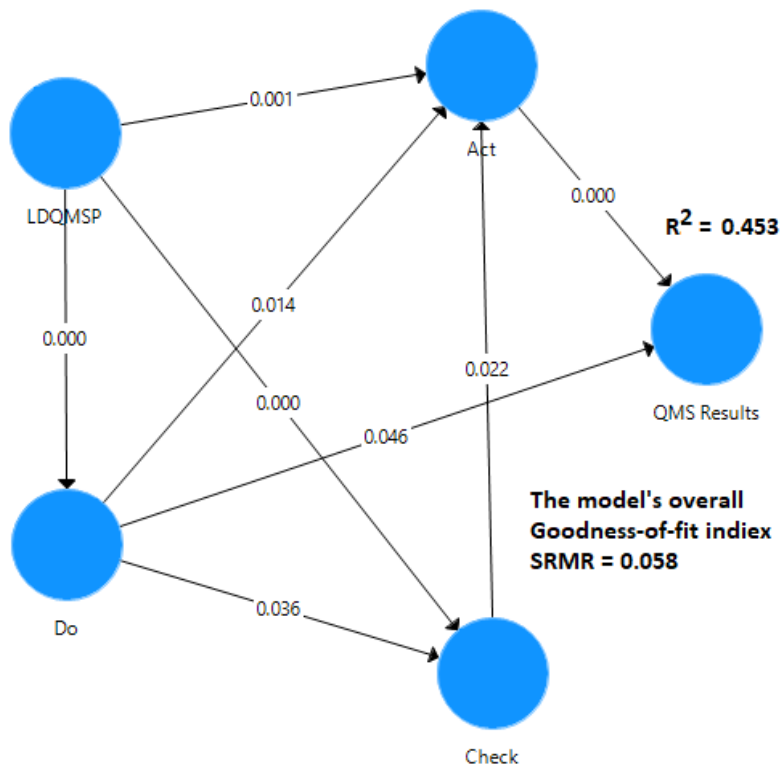 0.001
Act
LDQMSP
0.000
R² = 0.453
0.014
0.000
0.022
0.000
QMS Results
0.046
The model's overall
Goodness-of-fit indiex
SRMR = 0.058
0.036
Do
Check